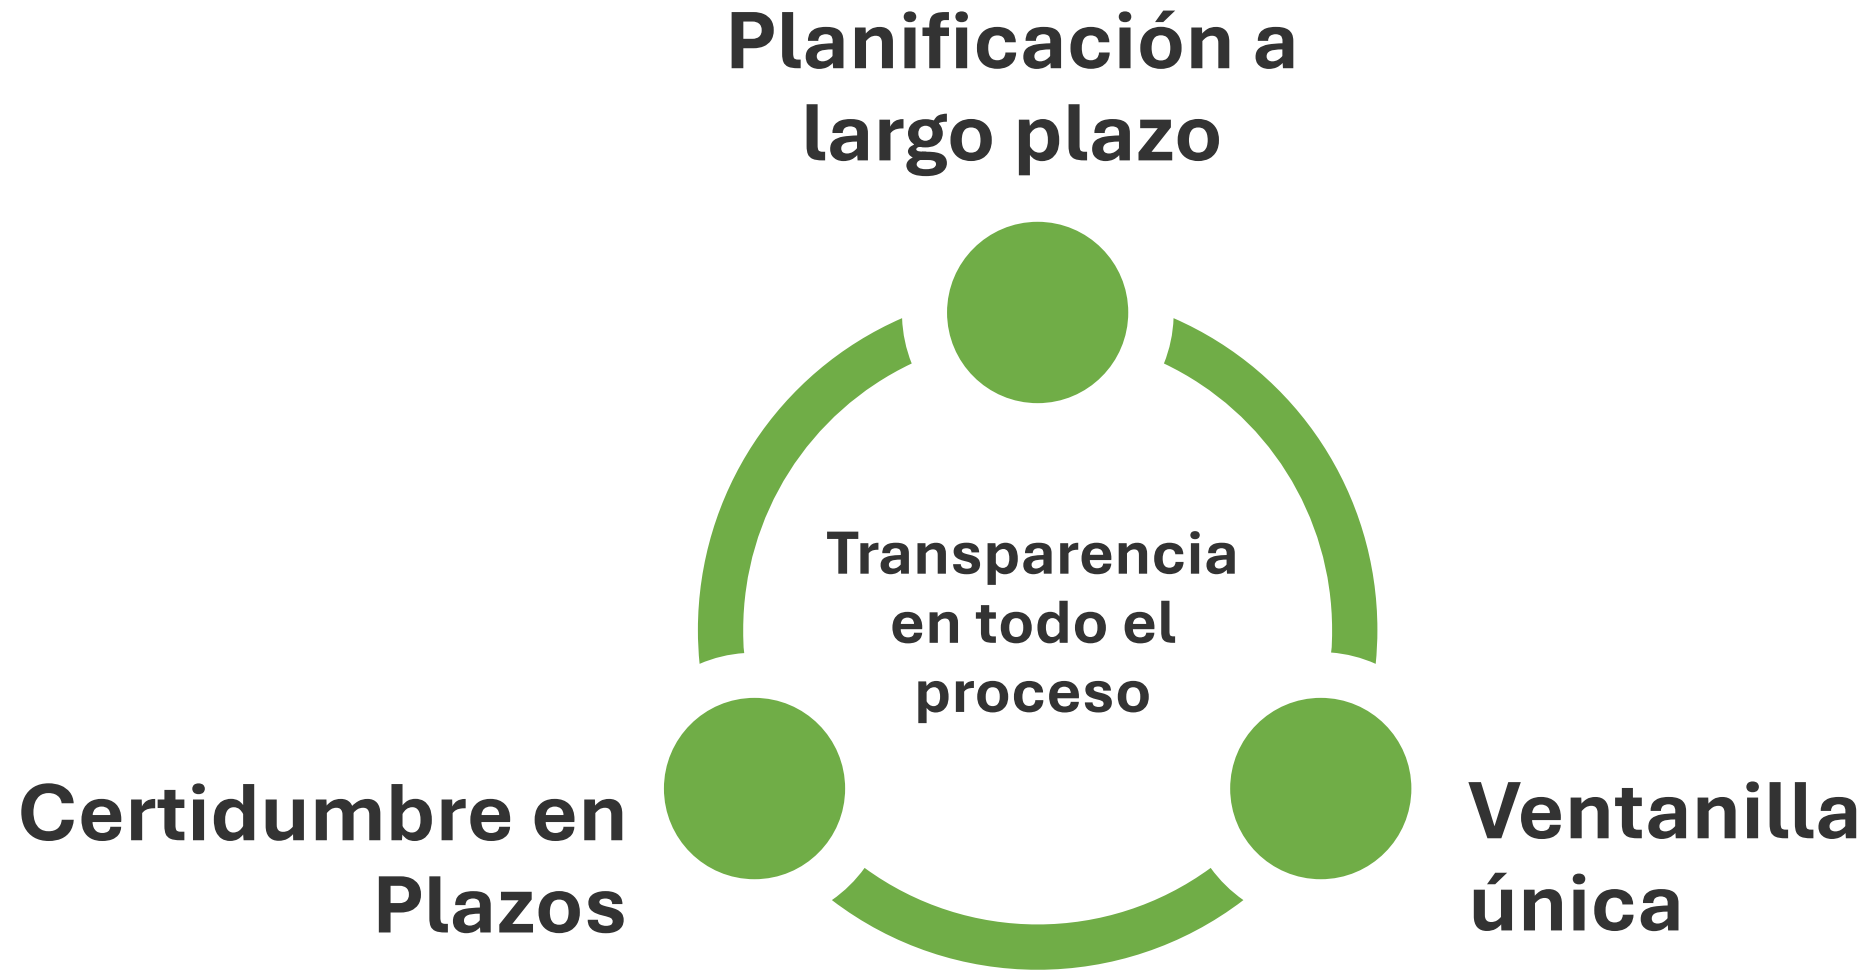 Planificación a
largo plazo
Transparencia
en todo el
proceso
Certidumbre en
Plazos
Ventanilla
única